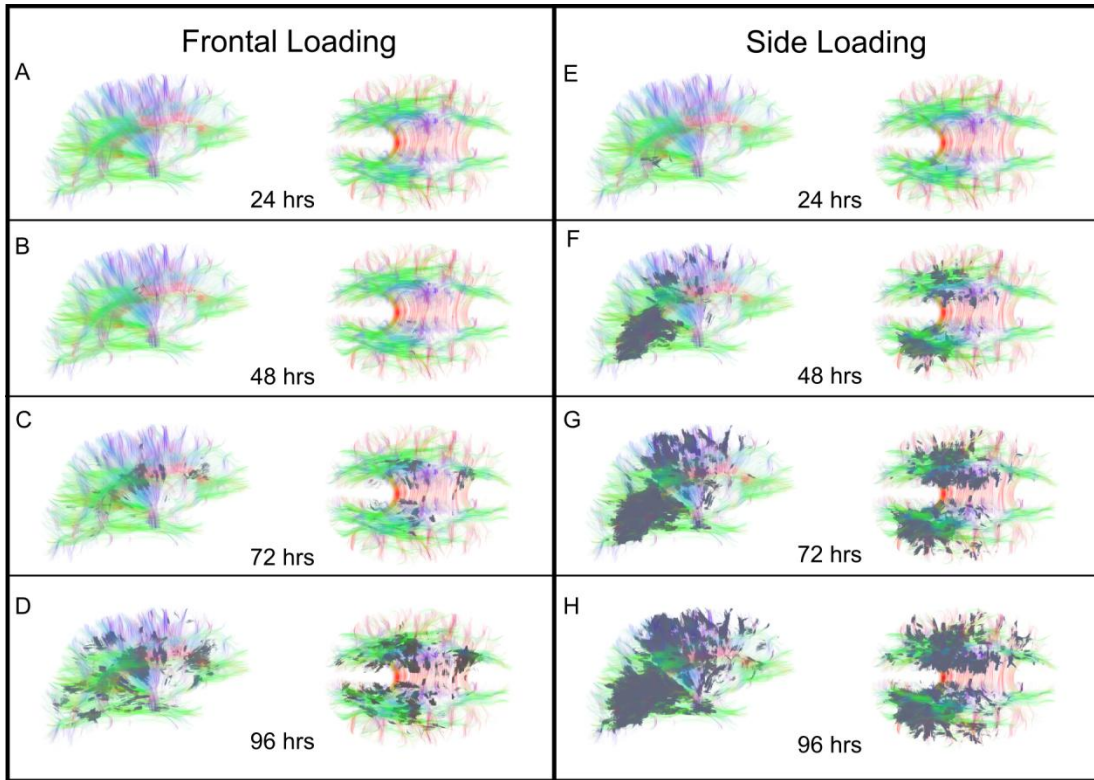 Frontal Loading
A
24 hrs
B
48 hrs
C
72 hrs
D
96 hrs
Side Loading
E
24 hrs
F
48 hrs
G
72 hrs
H
96 hrs